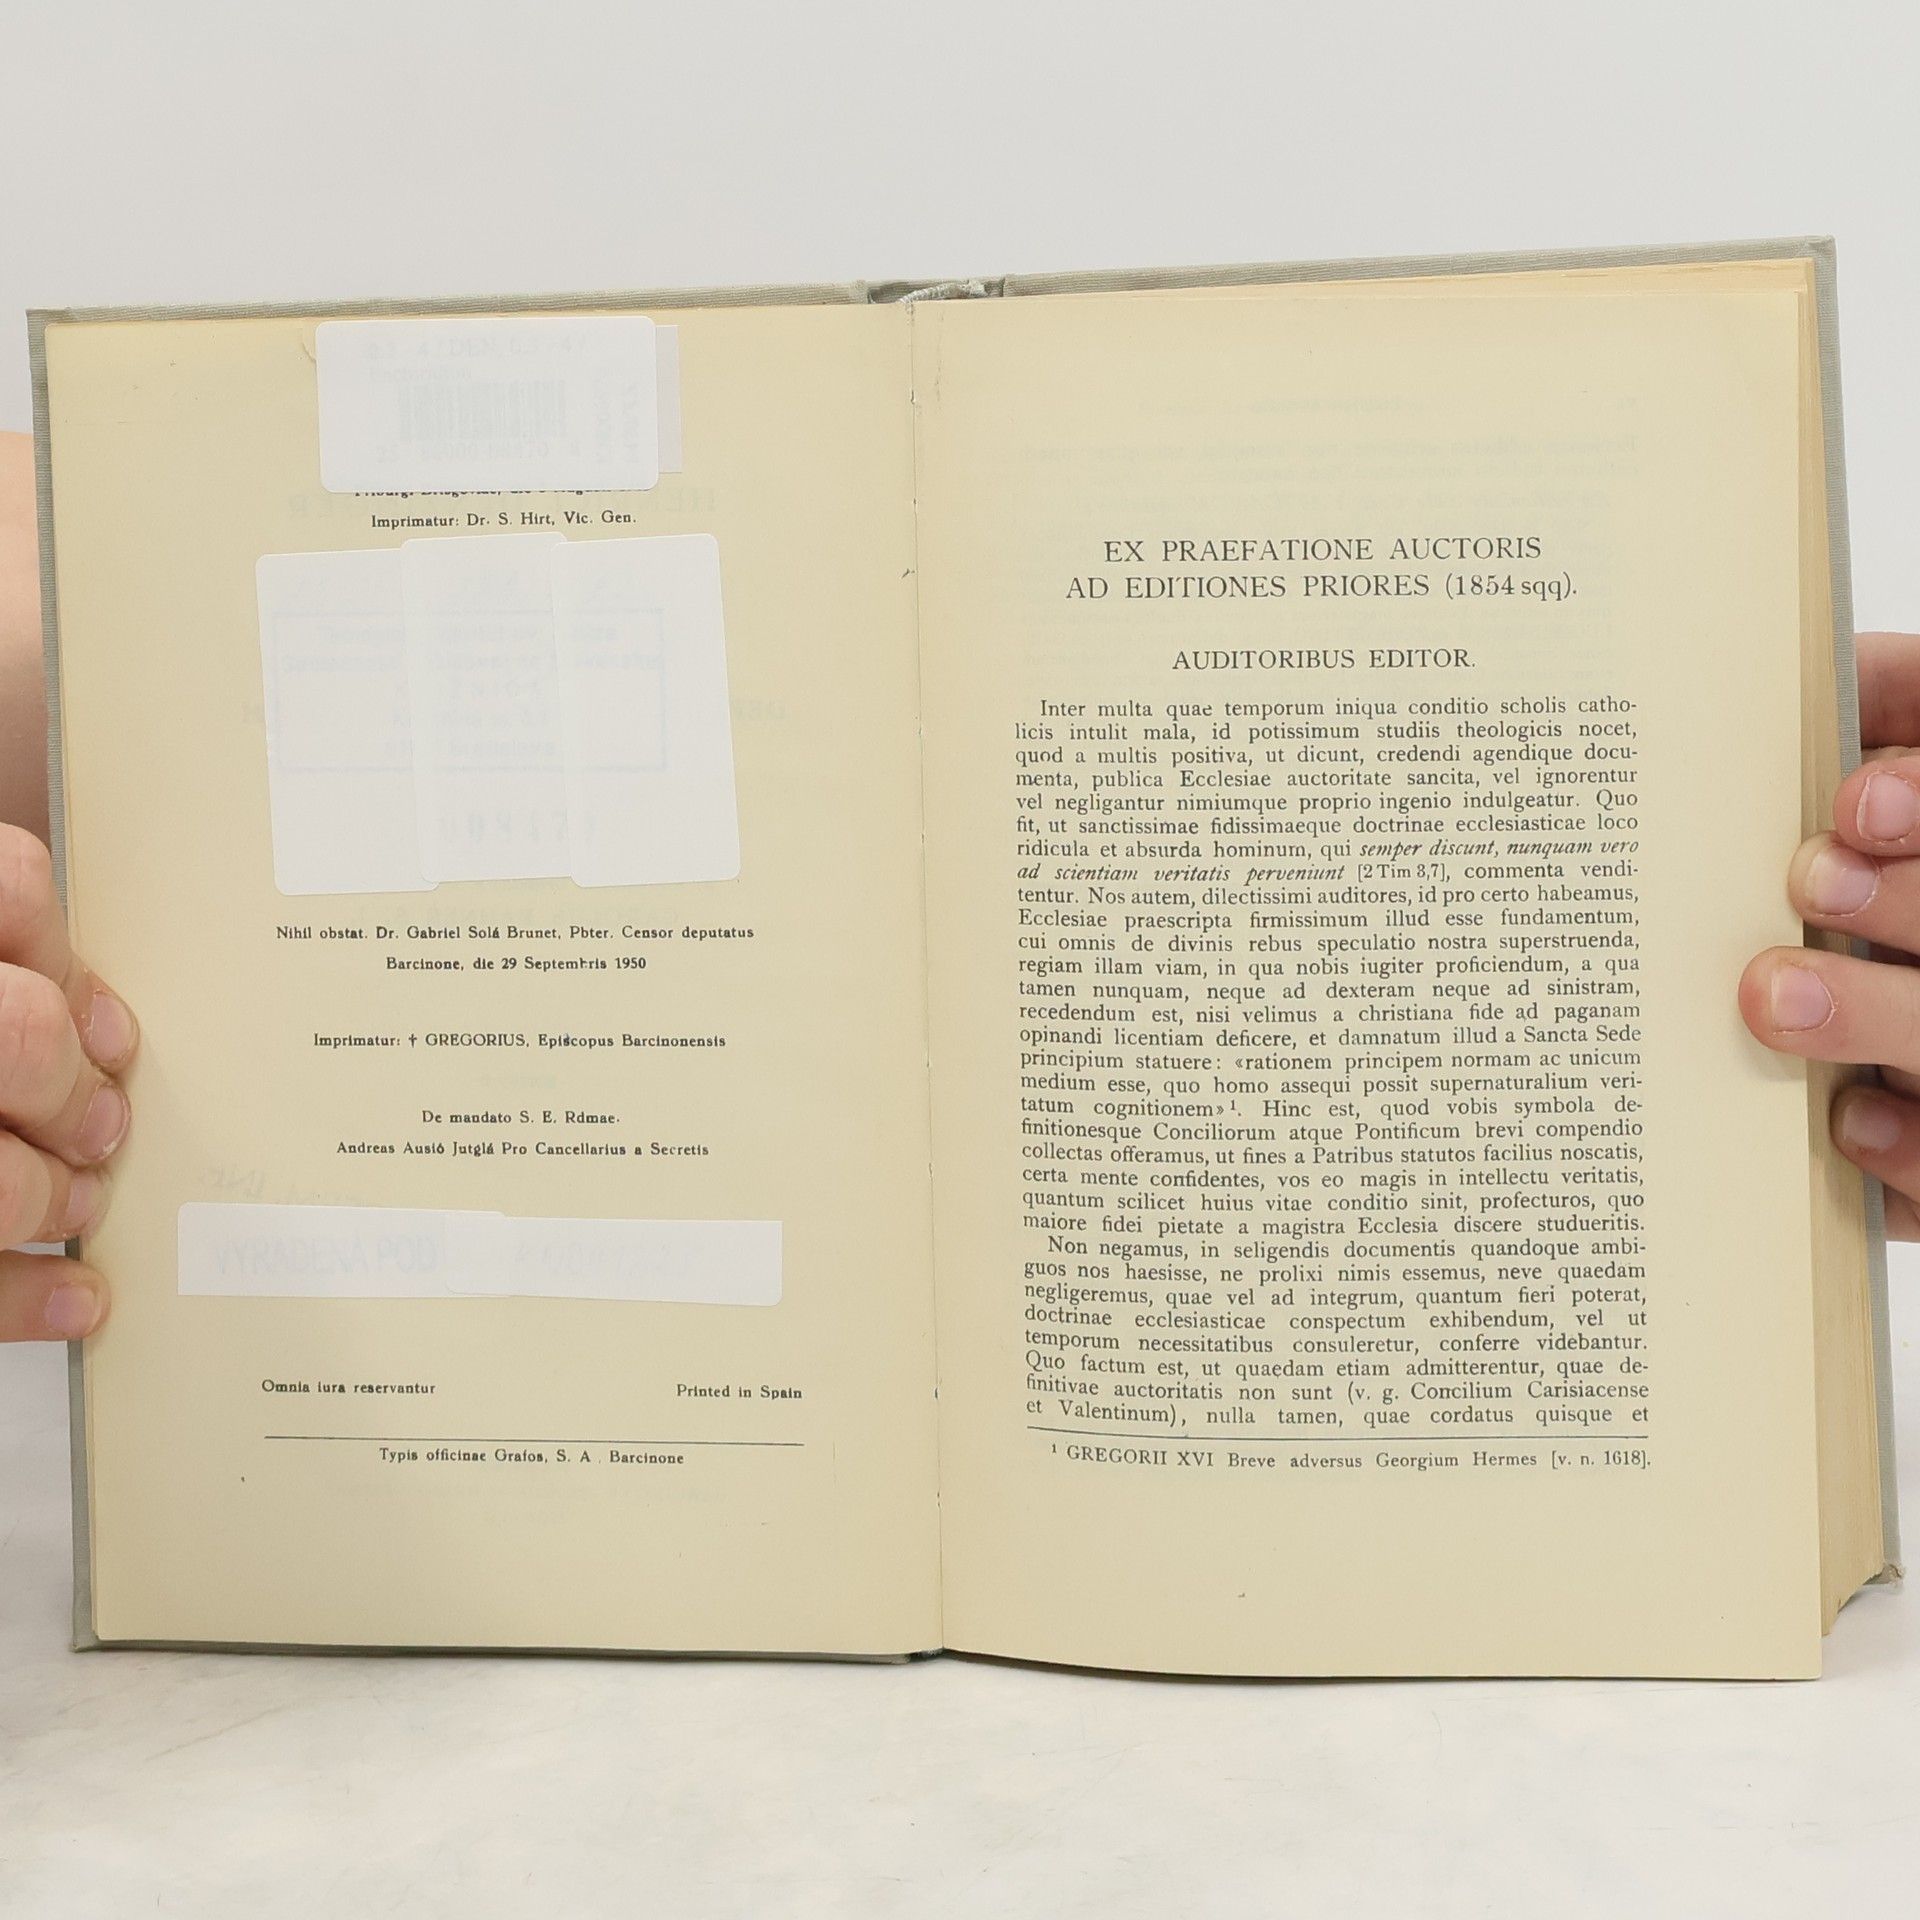 Imprimatur: Dr. S. Hirt, Vic. Gen.
Nihil obstat. Dr. Gabriel Solá Brunet, Pbter. Censor deputatus
Barcinone, die 29 Septembris 1950
Imprimatur: † GREGORIUS, Episcopus Barcinonensis
De mandato S. E. Rdmae.
Andreas Ausió Jutglá Pro Cancellarius a Secretis
VYRADENÁ POD
Omnia iura reservantur
Printed in Spain
Typis officinae Grafos, S. A. Barcinone
EX PRAEFATIONE AUCTORIS
AD EDITIONES PRIORES (1854 sqq).
AUDITORIBUS EDITOR.
Inter multa quae temporum iniqua conditio scholis catho-
licis intulit mala, id potissimum studiis theologicis nocet,
quod a multis positiva, ut dicunt, credendi agendique docu-
menta, publica Ecclesiae auctoritate sancita, vel ignorentur
vel negligantur nimiumque proprio ingenio indulgeatur. Quo
fit, ut sanctissimae fidissimaeque doctrinae ecclesiasticae loco
ridicula et absurda hominum, qui semper discunt, nunquam vero
ad scientiam veritatis perveniunt [2 Tim 3,7], commenta vendi-
tentur. Nos autem, dilectissimi auditores, id pro certo habeamus,
Ecclesiae praescripta firmissimum illud esse fundamentum,
cui omnis de divinis rebus speculatio nostra superstruenda,
regiam illam viam, in qua nobis iugiter proficiendum, a qua
tamen nunquam, neque ad dexteram neque ad sinistram,
recedendum est, nisi velimus a christiana fide ad paganam
opinandi licentiam deficere, et damnatum illud a Sancta Sede
principium statuere: «rationem principem normam ac unicum
medium esse, quo homo assequi possit supernaturalium veri-
tatum cognitionem» ¹. Hinc est, quod vobis symbola de-
finitionesque Conciliorum atque Pontificum brevi compendio
collectas offeramus, ut fines a Patribus statutos facilius noscatis,
certa mente confidentes, vos eo magis in intellectu veritatis,
quantum scilicet huius vitae conditio sinit, profecturos, quo
maiore fidei pietate a magistra Ecclesia discere studueritis.
Non negamus, in seligendis documentis quandoque ambi-
guos nos haesisse, ne prolixi nimis essemus, neve quaedam
negligeremus, quae vel ad integrum, quantum fieri poterat,
doctrinae ecclesiasticae conspectum exhibendum, vel ut
temporum necessitatibus consuleretur, conferre videbantur.
Quo factum est, ut quaedam etiam admitterentur, quae de-
finitivae auctoritatis non sunt (v. g. Concilium Carisiacense
et Valentinum), nulla tamen, quae cordatus quisque et
¹ GREGORII XVI Breve adversus Georgium Hermes [v. n. 1618].